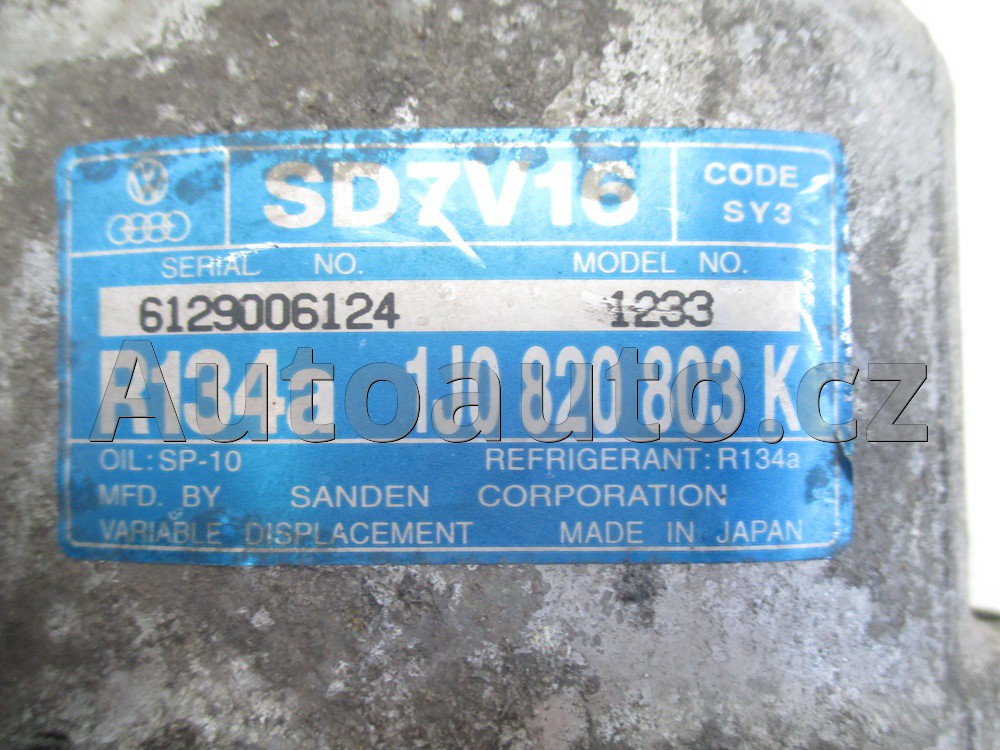 SD7V16
CODE
SY3
SERIAL NO. MODEL NO.
6129006124 1233
R134a 1J0 820 803 K
Autoauto.cz
OIL: SP-10 REFRIGERANT: R134a
MFD. BY SANDEN CORPORATION
VARIABLE DISPLACEMENT MADE IN JAPAN